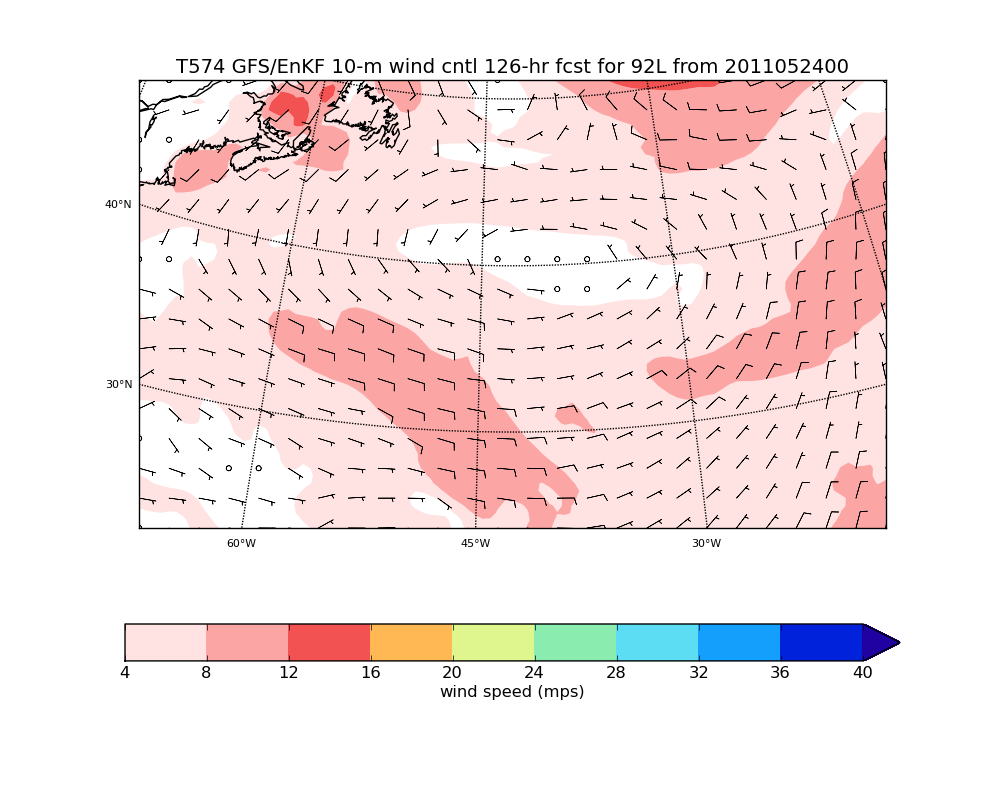 T574 GFS/EnKF 10-m wind cntl 126-hr fcst for 92L from 2011052400
40°N
30°N
60°W 45°W 30°W
4 8 12 16 20 24 28 32 36 40
wind speed (mps)